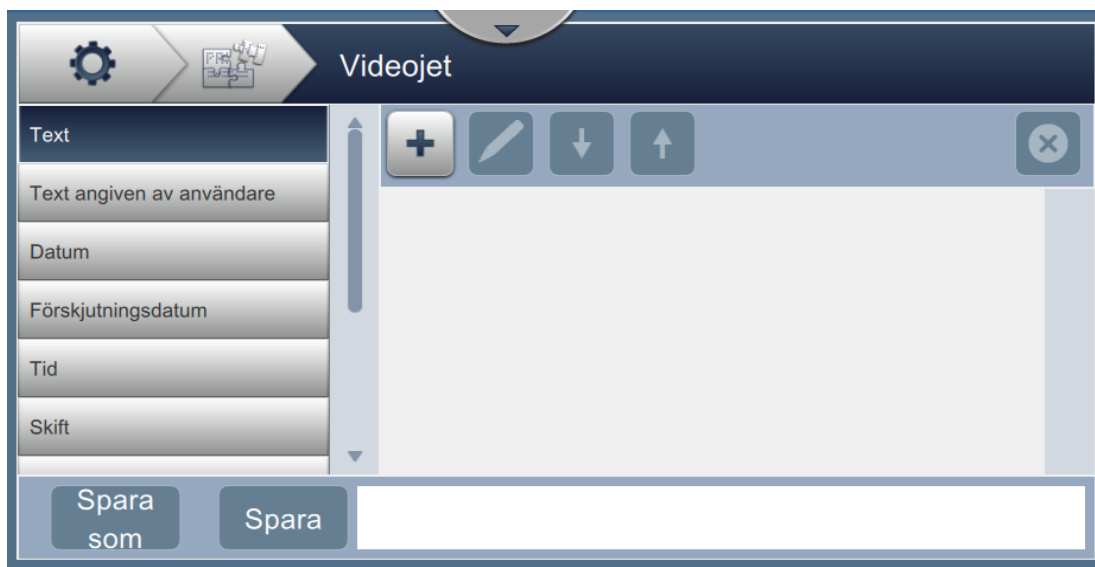 Videojet
Text
Text angiven av användare
Datum
Förskjutningsdatum
Tid
Skift
Spara
som
Spara